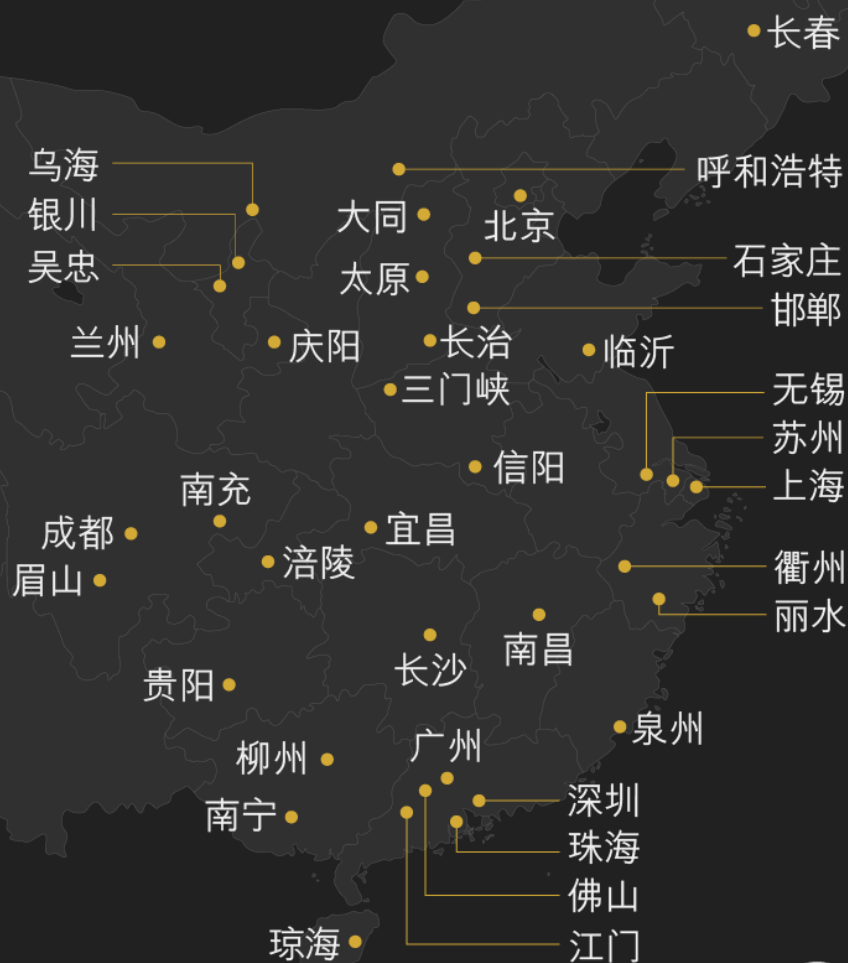 长春
乌海
呼和浩特
银川
大同
北京
吴忠
石家庄
太原
邯郸
兰州
庆阳
长治
临沂
三门峡
无锡
苏州
信阳
上海
南充
成都
宜昌
涪陵
衢州
眉山
丽水
南昌
长沙
贵阳
泉州
广州
柳州
深圳
南宁
珠海
佛山
琼海
江门